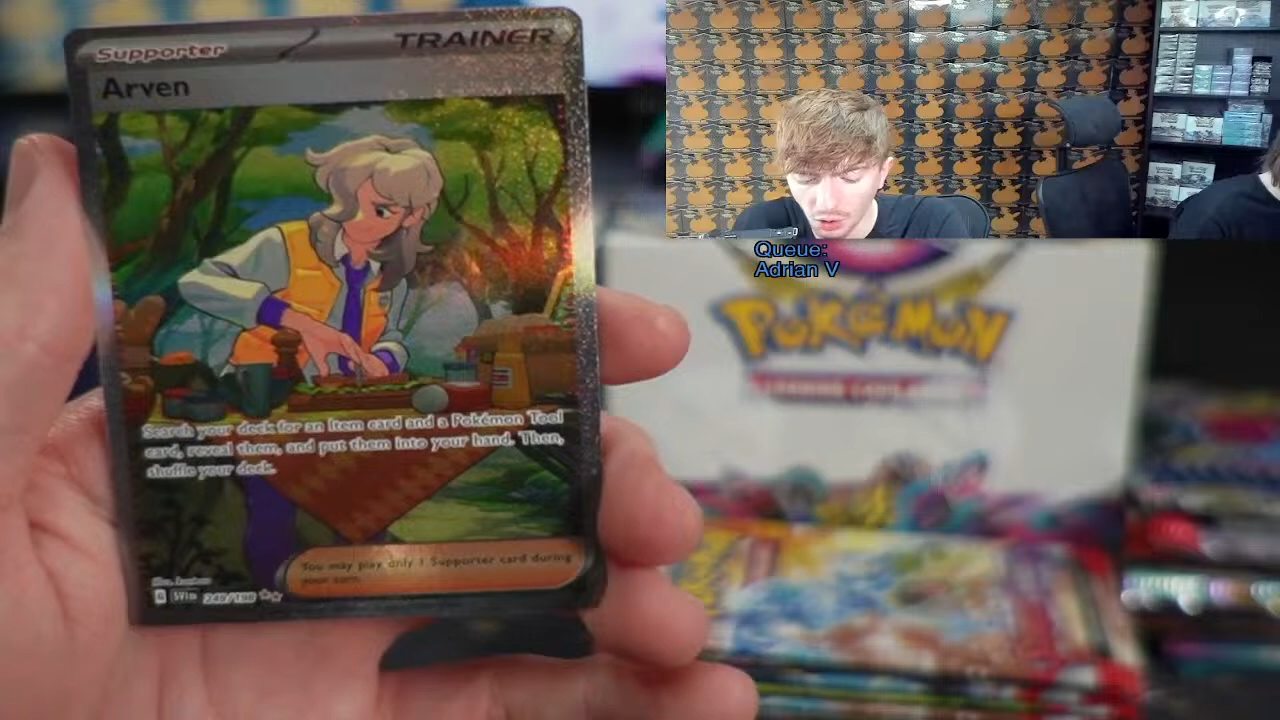 Supporter
TRAINER
Arven
Search your deck for an Item card and a Pokémon Tool
card, reveal them, and put them into your hand. Then,
shuffle your deck.
You may play only 1 Supporter card during
your turn.
249/198
Queue:
Adrian V
POKÉMON